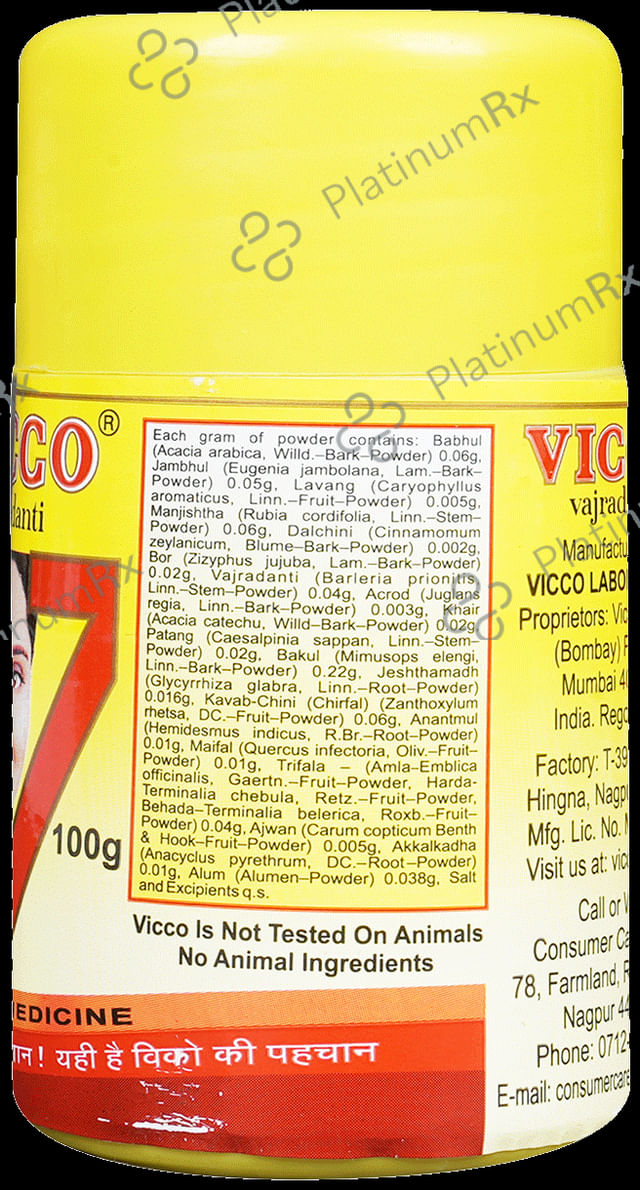 PlatinumRx
PlatinumRx
PlatinumRx
CCO®
danti
7
100g
MEDICINE
Each gram of powder contains: Babhul
(Acacia arabica, Willd.–Bark–Powder) 0.06g,
Jambhul (Eugenia jambolana, Lam.–Bark–
Powder) 0.05g, Lavang (Caryophyllus
aromaticus, Linn.–Fruit–Powder) 0.005g,
Manjishtha (Rubia cordifolia, Linn.–Stem–
Powder) 0.06g, Dalchini (Cinnamomum
zeylanicum, Blume–Bark–Powder) 0.002g,
Bor (Zizyphus jujuba, Lam.–Bark–Powder)
0.02g, Vajradanti (Barleria prionitis
Linn.–Stem–Powder) 0.04g, Acrod (Juglans
regia, Linn.–Bark–Powder) 0.003g, Khair
(Acacia catechu, Willd–Bark–Powder) 0.02g
Patang (Caesalpinia sappan, Linn.–Stem–
Powder) 0.02g, Bakul (Mimusops elengi,
Linn.–Bark–Powder) 0.22g, Jeshthamadh
(Glycyrrhiza glabra, Linn.–Root–Powder)
0.016g, Kavab-Chini (Chirfal) (Zanthoxylum
rhetsa, DC.–Fruit–Powder) 0.06g, Anantmul
(Hemidesmus indicus, R.Br.–Root–Powder)
0.01g, Maifal (Quercus infectoria, Oliv.–Fruit–
Powder) 0.01g, Trifala – (Amla-Emblica
officinalis, Gaertn.–Fruit–Powder, Harda-
Terminalia chebula, Retz.–Fruit–Powder,
Behada–Terminalia belerica, Roxb.–Fruit–
Powder) 0.04g, Ajwan (Carum copticum Benth
& Hook–Fruit–Powder) 0.005g, Akkalkadha
(Anacyclus pyrethrum, DC.–Root–Powder)
0.01g, Alum (Alumen–Powder) 0.038g, Salt
and Excipients q.s.
Vicco Is Not Tested On Animals
No Animal Ingredients
यही है विको की पहचान
VIC
vajrad
Manufactu
VICCO LABO
Proprietors: Vic
(Bombay) P
Mumbai 4
India. Reg
Factory: T-39
Hingna, Nagp
Mfg. Lic. No.
Visit us at: vic
Call or
Consumer Ca
78, Farmland, R
Nagpur 44
Phone: 0712-
E-mail: consumercare